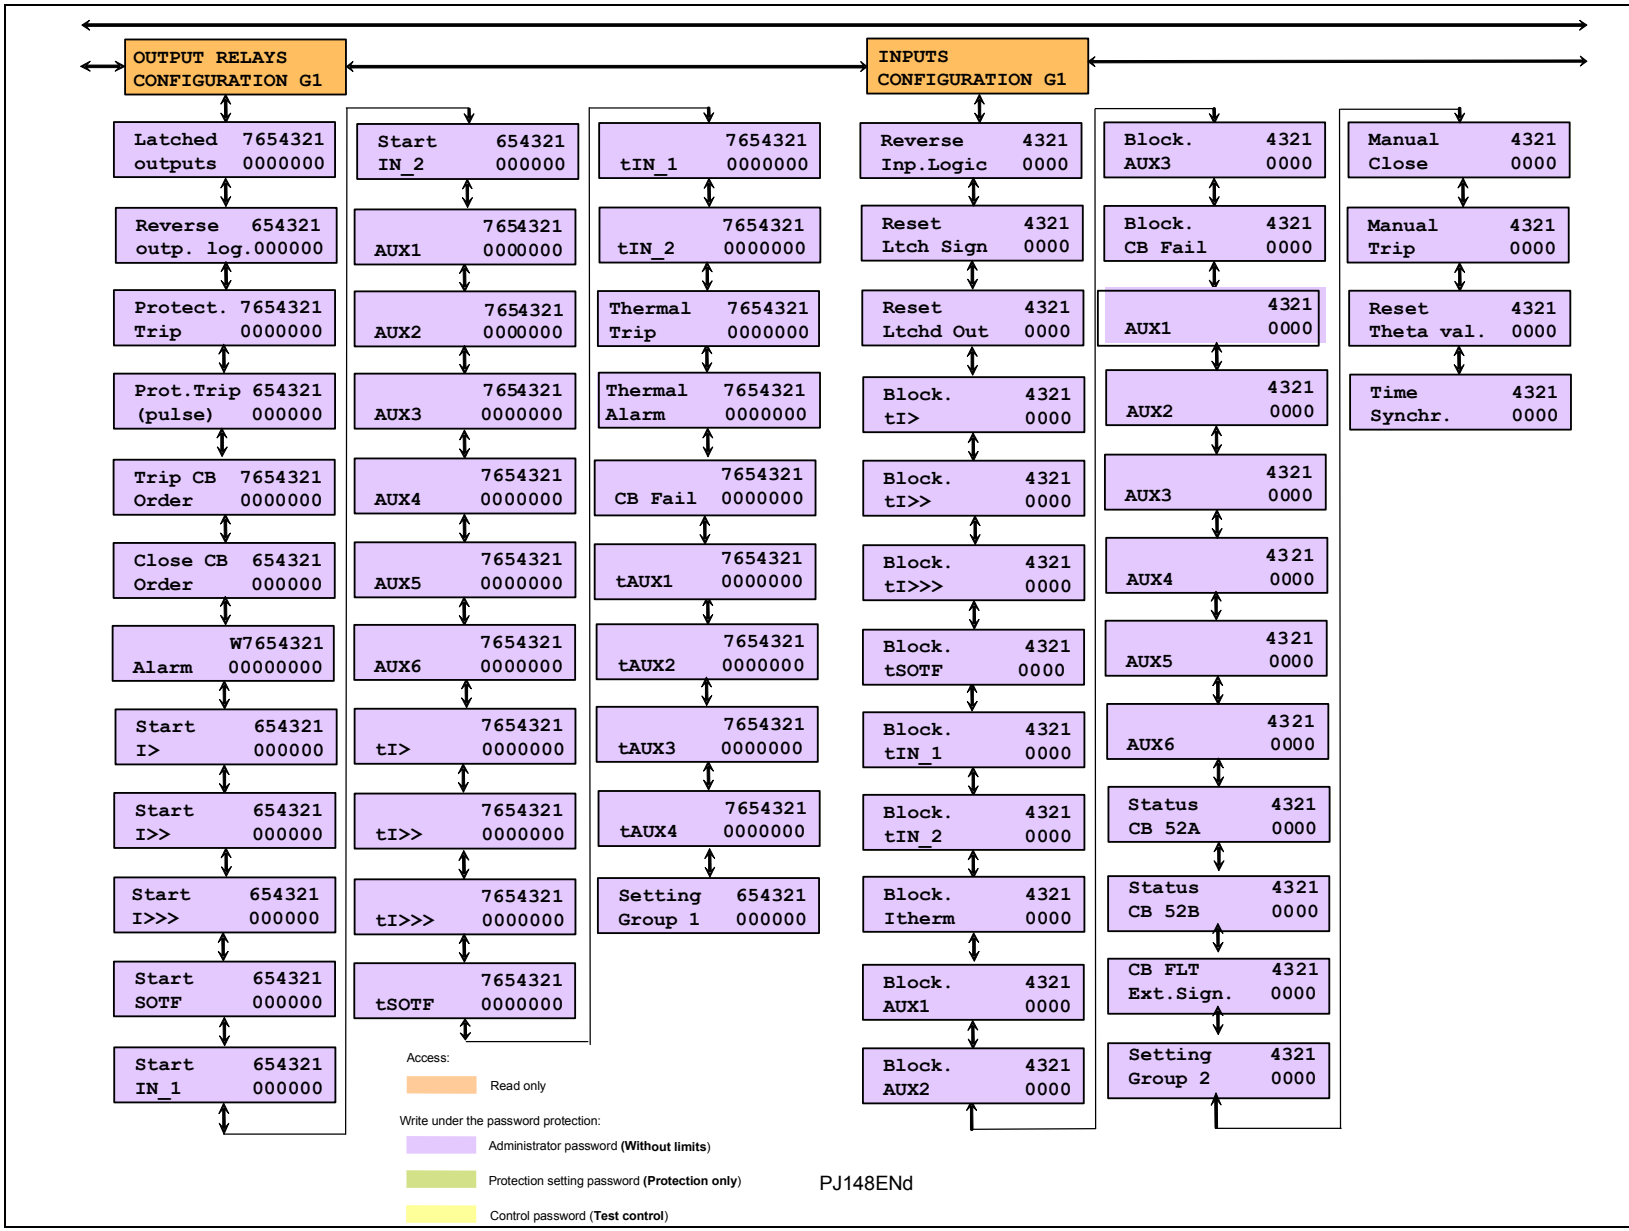 OUTPUT RELAYS
CONFIGURATION G1
Latched 7654321
outputs 0000000
Reverse 654321
outp. log.000000
Protect. 7654321
Trip 0000000
Prot.Trip 654321
(pulse) 000000
Trip CB 7654321
Order 0000000
Close CB 654321
Order 000000
W7654321
Alarm 00000000
Start 654321
I> 000000
Start 654321
I>> 000000
Start 654321
I>>> 000000
Start 654321
SOTF 000000
Start 654321
IN_1 000000
Start 654321
IN_2 000000
7654321
AUX1 0000000
7654321
AUX2 0000000
7654321
AUX3 0000000
7654321
AUX4 0000000
7654321
AUX5 0000000
7654321
AUX6 0000000
7654321
tI> 0000000
7654321
tI>> 0000000
7654321
tI>>> 0000000
7654321
tSOTF 0000000
7654321
tIN_1 0000000
7654321
tIN_2 0000000
Thermal 7654321
Trip 0000000
Thermal 7654321
Alarm 0000000
7654321
CB Fail 0000000
7654321
tAUX1 0000000
7654321
tAUX2 0000000
7654321
tAUX3 0000000
7654321
tAUX4 0000000
Setting 654321
Group 1 000000
INPUTS
CONFIGURATION G1
Reverse 4321
Inp.Logic 0000
Reset 4321
Ltch Sign 0000
Reset 4321
Ltchd Out 0000
Block. 4321
tI> 0000
Block. 4321
tI>> 0000
Block. 4321
tI>>> 0000
Block. 4321
tSOTF 0000
Block. 4321
tIN_1 0000
Block. 4321
tIN_2 0000
Block. 4321
Itherm 0000
Block. 4321
AUX1 0000
Block. 4321
AUX2 0000
Block. 4321
AUX3 0000
Block. 4321
CB Fail 0000
4321
AUX1 0000
4321
AUX2 0000
4321
AUX3 0000
4321
AUX4 0000
4321
AUX5 0000
4321
AUX6 0000
Status 4321
CB 52A 0000
Status 4321
CB 52B 0000
CB FLT 4321
Ext.Sign. 0000
Setting 4321
Group 2 0000
Manual 4321
Close 0000
Manual 4321
Trip 0000
Reset 4321
Theta val. 0000
Time 4321
Synchr. 0000
Access:
Read only
Write under the password protection:
Administrator password (Without limits)
Protection setting password (Protection only)
Control password (Test control)
PJ148ENd